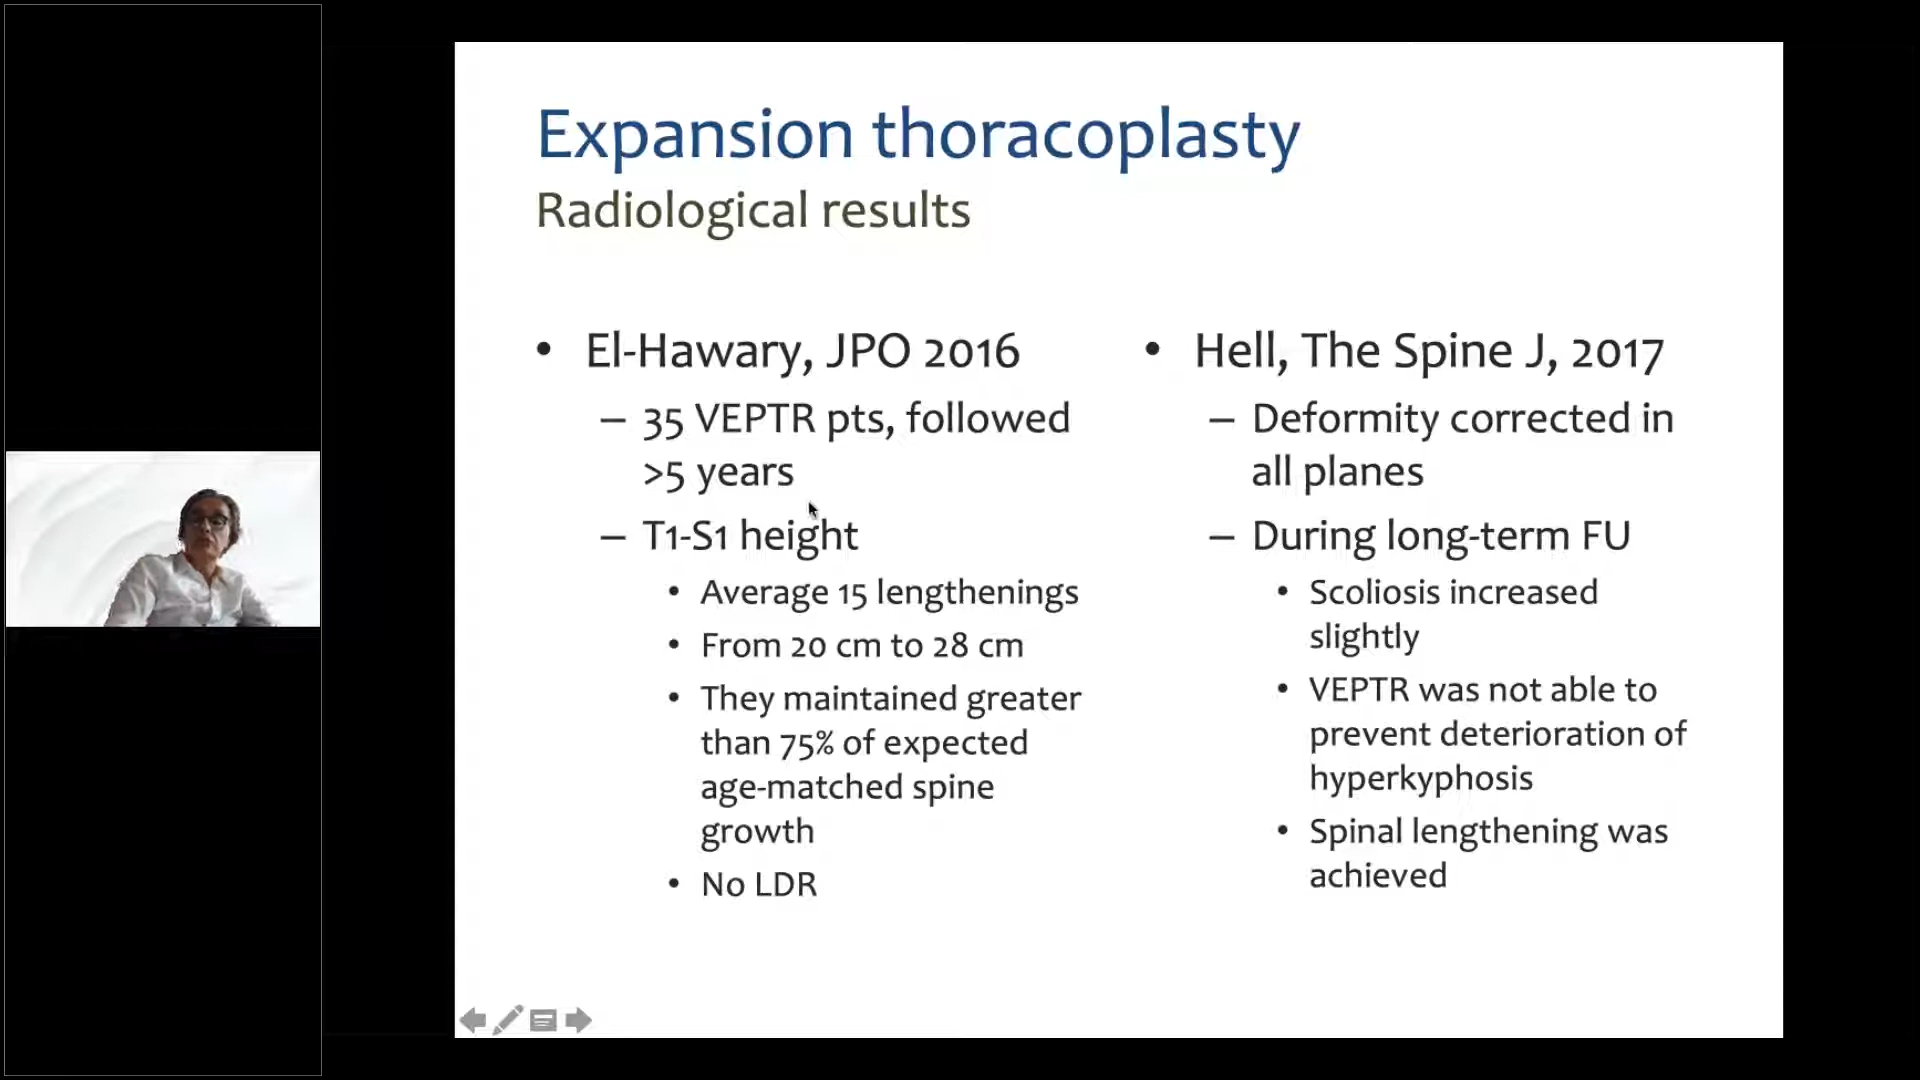 Expansion thoracoplasty
Radiological results
• El-Hawary, JPO 2016
– 35 VEPTR pts, followed
>5 years
– T1-S1 height
• Average 15 lengthenings
• From 20 cm to 28 cm
• They maintained greater
than 75% of expected
age-matched spine
growth
• No LDR
• Hell, The Spine J, 2017
– Deformity corrected in
all planes
– During long-term FU
• Scoliosis increased
slightly
• VEPTR was not able to
prevent deterioration of
hyperkyphosis
• Spinal lengthening was
achieved